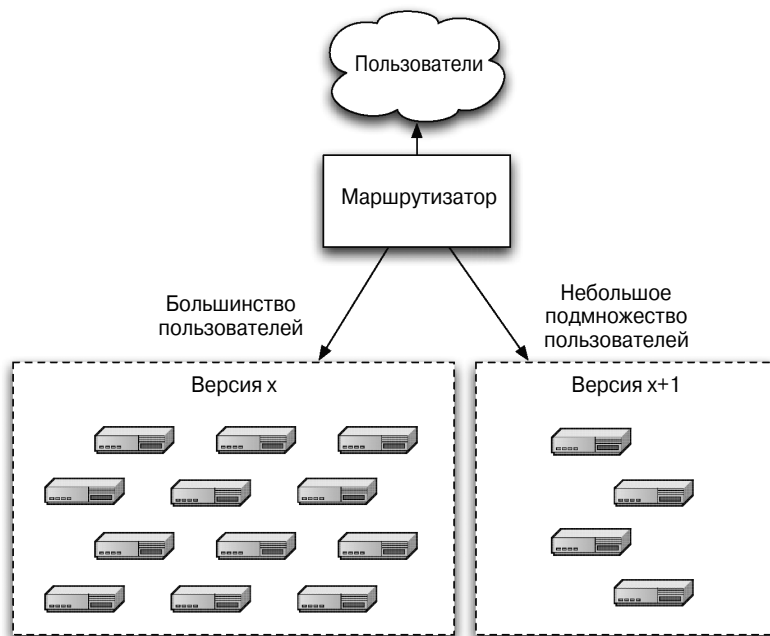 Пользователи
Маршрутизатор
Большинство
пользователей
Небольшое
подмножество
пользователей
Версия x
Версия x+1